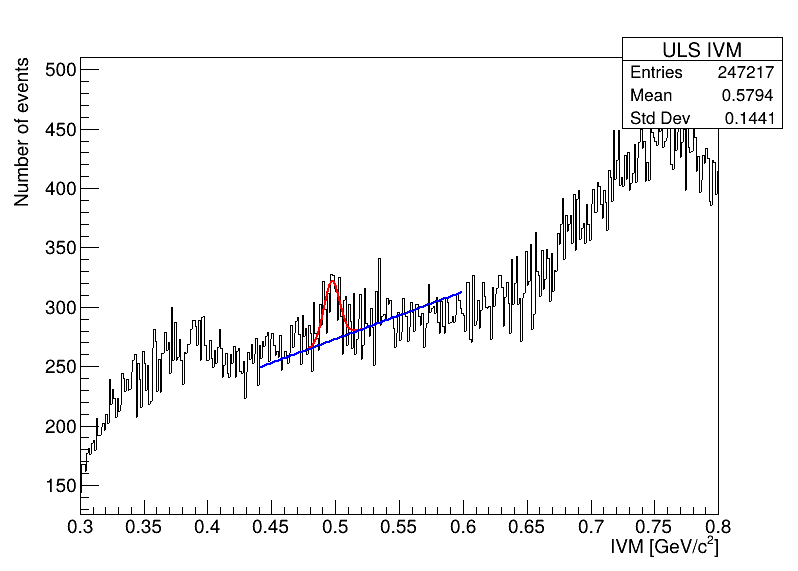 ULS IVM
Entries 247217
Mean 0.5794
Std Dev 0.1441
Number of events
500
450
400
350
300
250
200
150
0.3 0.35 0.4 0.45 0.5 0.55 0.6 0.65 0.7 0.75 0.8
IVM [GeV/c²]